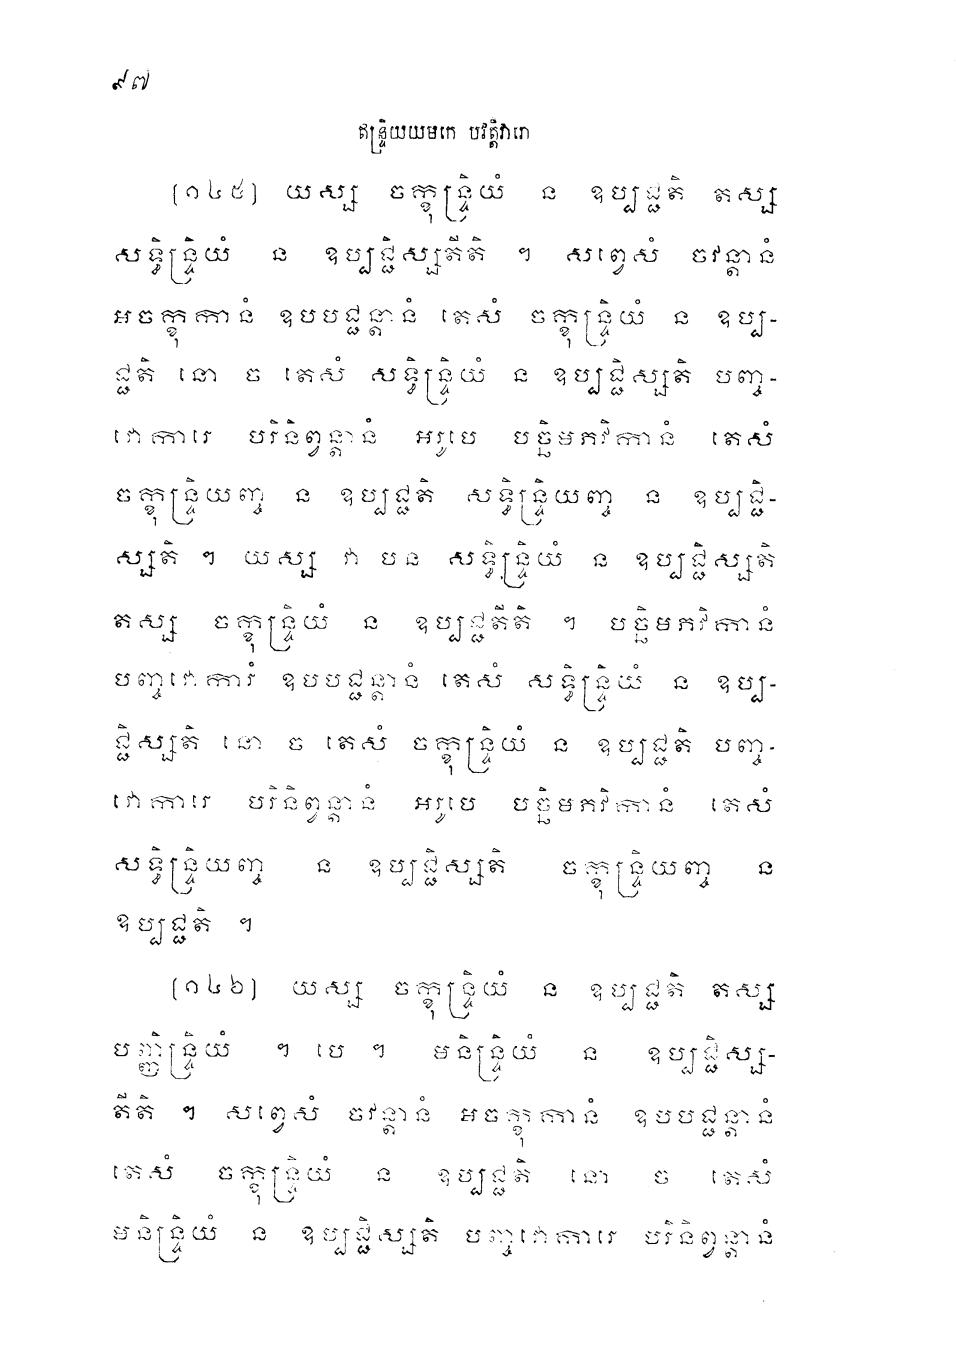 ៩៧
ឥន្ទ្រិយយមកេ បវត្តិវារោ
[១៤៥] យស្ស ចក្ខុន្ទ្រិយំ ន ឧប្បជ្ជតិ តស្ស
សទ្ធិន្ទ្រិយំ ន ឧប្បជ្ជិស្សតីតិ ។ សព្វេសំ ចវន្តានំ
អចក្ខុកានំ ឧបបជ្ជន្តានំ តេសំ ចក្ខុន្ទ្រិយំ ន ឧប្ប-
ជ្ជតិ នោ ច តេសំ សទ្ធិន្ទ្រិយំ ន ឧប្បជ្ជិស្សតិ បញ្ច-
វោការេ បរិនិព្វន្តានំ អរូបេ បច្ឆិមភវិកានំ តេសំ
ចក្ខុន្ទ្រិយញ្ច ន ឧប្បជ្ជតិ សទ្ធិន្ទ្រិយញ្ច ន ឧប្បជ្ជិ-
ស្សតិ ។ យស្ស វា បន សទ្ធិន្ទ្រិយំ ន ឧប្បជ្ជិស្សតិ
តស្ស ចក្ខុន្ទ្រិយំ ន ឧប្បជ្ជតីតិ ។ បច្ឆិមភវិកានំ
បញ្ចវោការំ ឧបបជ្ជន្តានំ តេសំ សទ្ធិន្ទ្រិយំ ន ឧប្ប-
ជ្ជិស្សតិ នោ ច តេសំ ចក្ខុន្ទ្រិយំ ន ឧប្បជ្ជតិ បញ្ច-
វោការេ បរិនិព្វន្តានំ អរូបេ បច្ឆិមភវិកានំ តេសំ
សទ្ធិន្ទ្រិយញ្ច ន ឧប្បជ្ជិស្សតិ ចក្ខុន្ទ្រិយញ្ច ន
ឧប្បជ្ជតិ ។
[១៤៦] យស្ស ចក្ខុន្ទ្រិយំ ន ឧប្បជ្ជតិ តស្ស
បញ្ញិន្ទ្រិយំ ។ បេ ។ មនិន្ទ្រិយំ ន ឧប្បជ្ជិស្ស-
តីតិ ។ សព្វេសំ ចវន្តានំ អចក្ខុកានំ ឧបបជ្ជន្តានំ
តេសំ ចក្ខុន្ទ្រិយំ ន ឧប្បជ្ជតិ នោ ច តេសំ
មនិន្ទ្រិយំ ន ឧប្បជ្ជិស្សតិ បញ្ចវោការេ បរិនិព្វន្តានំ